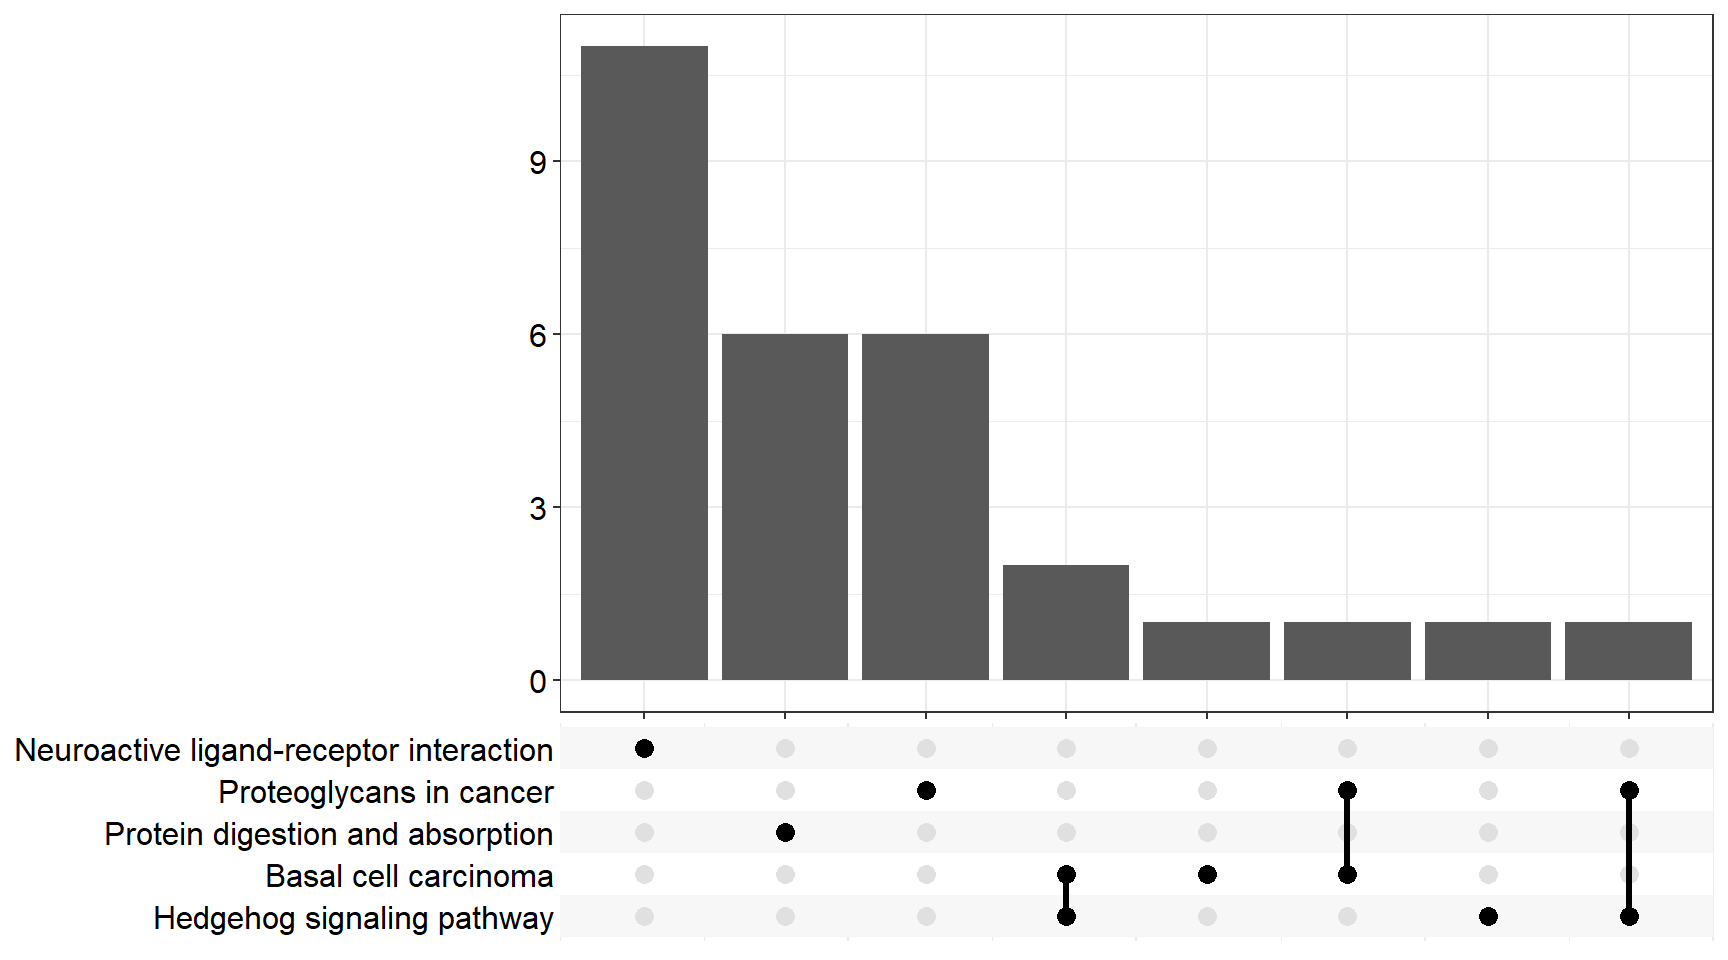 9
6
3
0
Neuroactive ligand-receptor interaction
Proteoglycans in cancer
Protein digestion and absorption
Basal cell carcinoma
Hedgehog signaling pathway